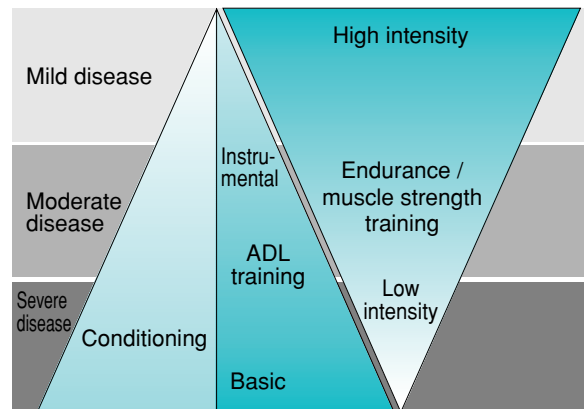 High intensity
Mild disease
Instru-
mental
Endurance /
muscle strength
training
Moderate
disease
ADL
training
Low
intensity
Severe
disease
Conditioning
Basic